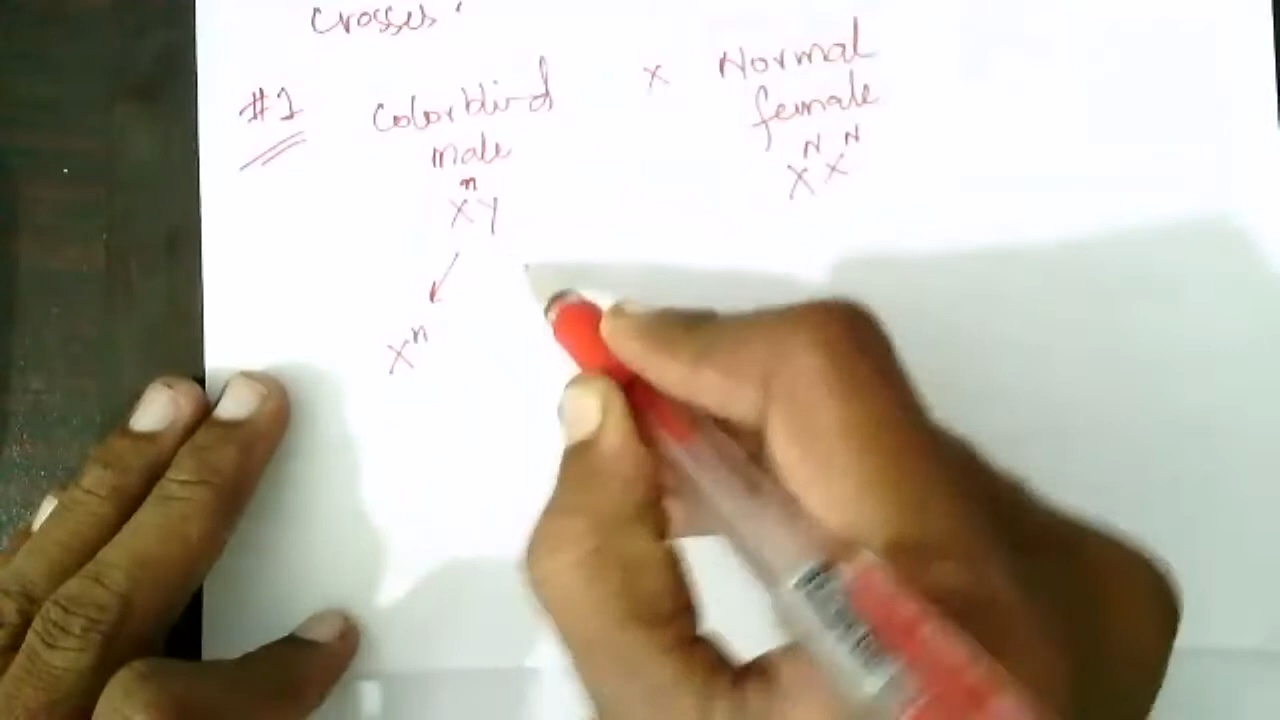 Crosses:
#1 Colorblind x Normal
male female
XⁿY XᴺXᴺ
Xⁿ